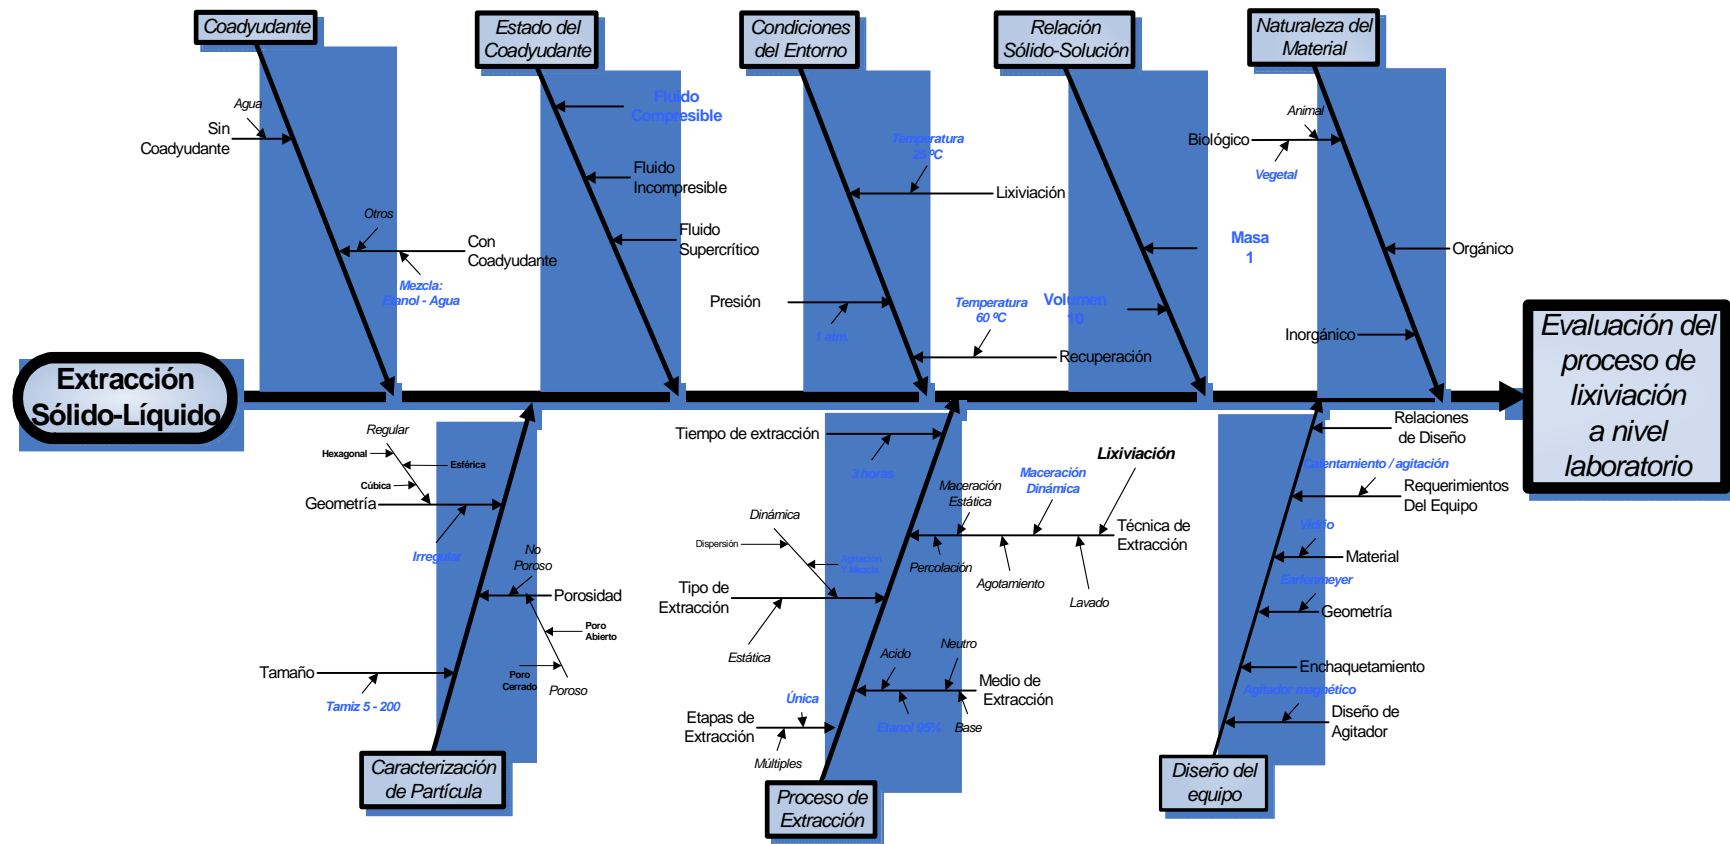 Coadyudante
Estado del
Coadyudante
Condiciones
del Entorno
Relación
Sólido-Solución
Naturaleza del
Material
Agua
Sin
Coadyudante
Otros
Con
Coadyudante
Mezcla:
Etanol - Agua
Fluido
Compresible
Fluido
Incompresible
Fluido
Supercrítico
Temperatura
25 ºC
Lixiviación
Presión
1 atm.
Temperatura
60 ºC
Recuperación
Masa
1
Volumen
10
Animal
Biológico
Vegetal
Orgánico
Inorgánico
Extracción
Sólido-Líquido
Evaluación del
proceso de
lixiviación
a nivel
laboratorio
Regular
Hexagonal
Esférica
Cúbica
Geometría
Irregular
No
Poroso
Porosidad
Poro
Abierto
Poro
Cerrado
Poroso
Tamaño
Tamiz 5 - 200
Caracterización
de Partícula
Tiempo de extracción
3 horas
Lixiviación
Maceración
Estática
Maceración
Dinámica
Técnica de
Extracción
Percolación
Agotamiento
Lavado
Dinámica
Dispersión
Agitacion
Y Mezcla
Tipo de
Extracción
Estática
Acido
Neutro
Medio de
Extracción
Etanol 95%
Base
Única
Etapas de
Extracción
Múltiples
Proceso de
Extracción
Relaciones
de Diseño
Calentamiento / agitación
Requerimientos
Del Equipo
Vidrio
Material
Earlenmeyer
Geometría
Enchaquetamiento
Agitador magnético
Diseño de
Agitador
Diseño del
equipo